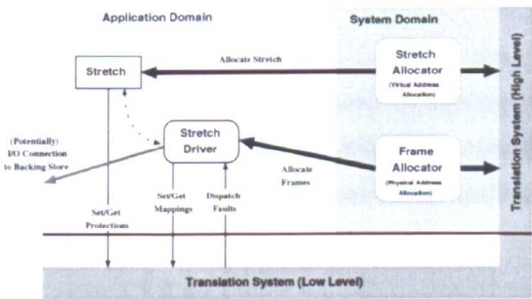 Application Domain
System Domain
Stretch
Allocate Stretch
Stretch
Allocator
(Virtual Address
Allocation)
Translation System (High Level)
(Potentially)
I/O Connection
to Backing Store
Stretch
Driver
Allocate
Frames
Frame
Allocator
(Physical Address
Allocation)
Set/Get
Protections
Set/Get
Mappings
Dispatch
Faults
Translation System (Low Level)